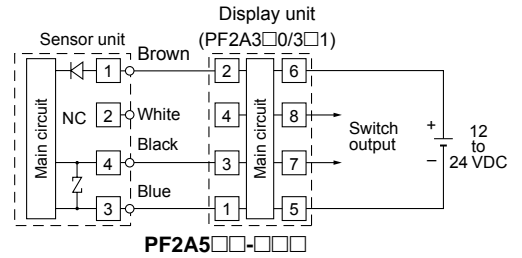 Display unit
Sensor unit
(PF2A3□0/3□1)
Brown
1
2
6
White
NC
2
4
8
Main circuit
Main circuit
Switch
output
+
12
to
24 VDC
−
Black
4
3
7
Blue
3
1
5
PF2A5□□-□□□